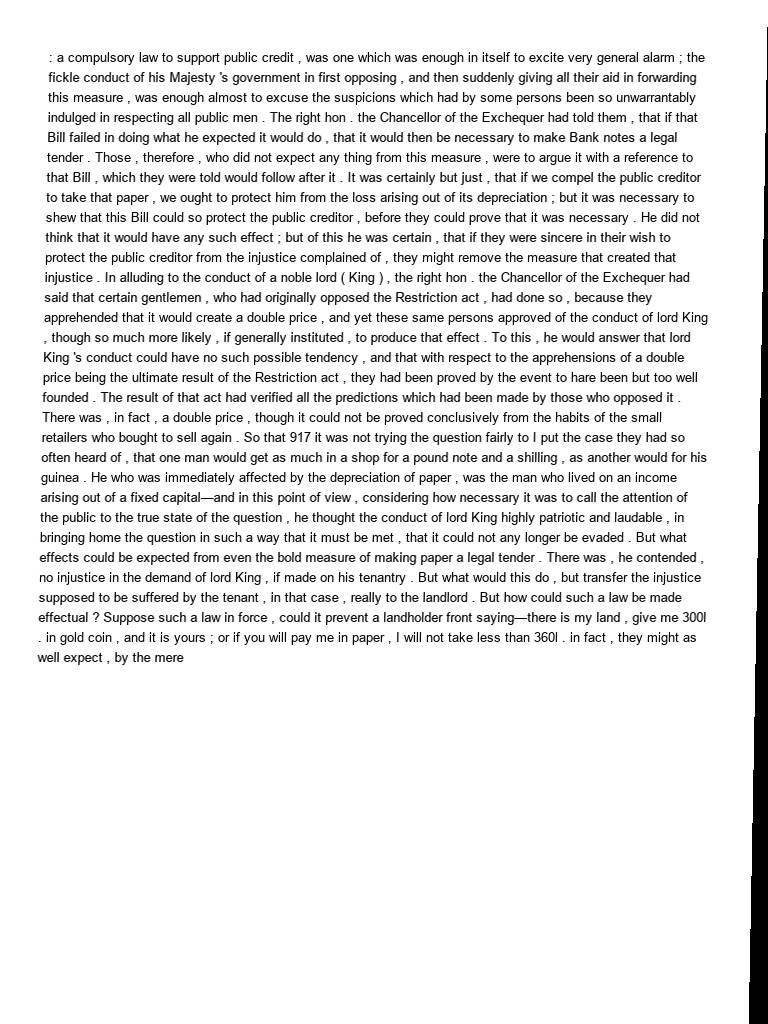 : a compulsory law to support public credit , was one which was enough in itself to excite very general alarm ; the
fickle conduct of his Majesty 's government in first opposing , and then suddenly giving all their aid in forwarding
this measure , was enough almost to excuse the suspicions which had by some persons been so unwarrantably
indulged in respecting all public men . The right hon . the Chancellor of the Exchequer had told them , that if that
Bill failed in doing what he expected it would do , that it would then be necessary to make Bank notes a legal
tender . Those , therefore , who did not expect any thing from this measure , were to argue it with a reference to
that Bill , which they were told would follow after it . It was certainly but just , that if we compel the public creditor
to take that paper , we ought to protect him from the loss arising out of its depreciation ; but it was necessary to
shew that this Bill could so protect the public creditor , before they could prove that it was necessary . He did not
think that it would have any such effect ; but of this he was certain , that if they were sincere in their wish to
protect the public creditor from the injustice complained of , they might remove the measure that created that
injustice . In alluding to the conduct of a noble lord ( King ) , the right hon . the Chancellor of the Exchequer had
said that certain gentlemen , who had originally opposed the Restriction act , had done so , because they
apprehended that it would create a double price , and yet these same persons approved of the conduct of lord King
, though so much more likely , if generally instituted , to produce that effect . To this , he would answer that lord
King 's conduct could have no such possible tendency , and that with respect to the apprehensions of a double
price being the ultimate result of the Restriction act , they had been proved by the event to hare been but too well
founded . The result of that act had verified all the predictions which had been made by those who opposed it .
There was , in fact , a double price , though it could not be proved conclusively from the habits of the small
retailers who bought to sell again . So that 917 it was not trying the question fairly to I put the case they had so
often heard of , that one man would get as much in a shop for a pound note and a shilling , as another would for his
guinea . He who was immediately affected by the depreciation of paper , was the man who lived on an income
arising out of a fixed capital—and in this point of view , considering how necessary it was to call the attention of
the public to the true state of the question , he thought the conduct of lord King highly patriotic and laudable , in
bringing home the question in such a way that it must be met , that it could not any longer be evaded . But what
effects could be expected from even the bold measure of making paper a legal tender . There was , he contended ,
no injustice in the demand of lord King , if made on his tenantry . But what would this do , but transfer the injustice
supposed to be suffered by the tenant , in that case , really to the landlord . But how could such a law be made
effectual ? Suppose such a law in force , could it prevent a landholder front saying—there is my land , give me 300l
. in gold coin , and it is yours ; or if you will pay me in paper , I will not take less than 360l . in fact , they might as
well expect , by the mere